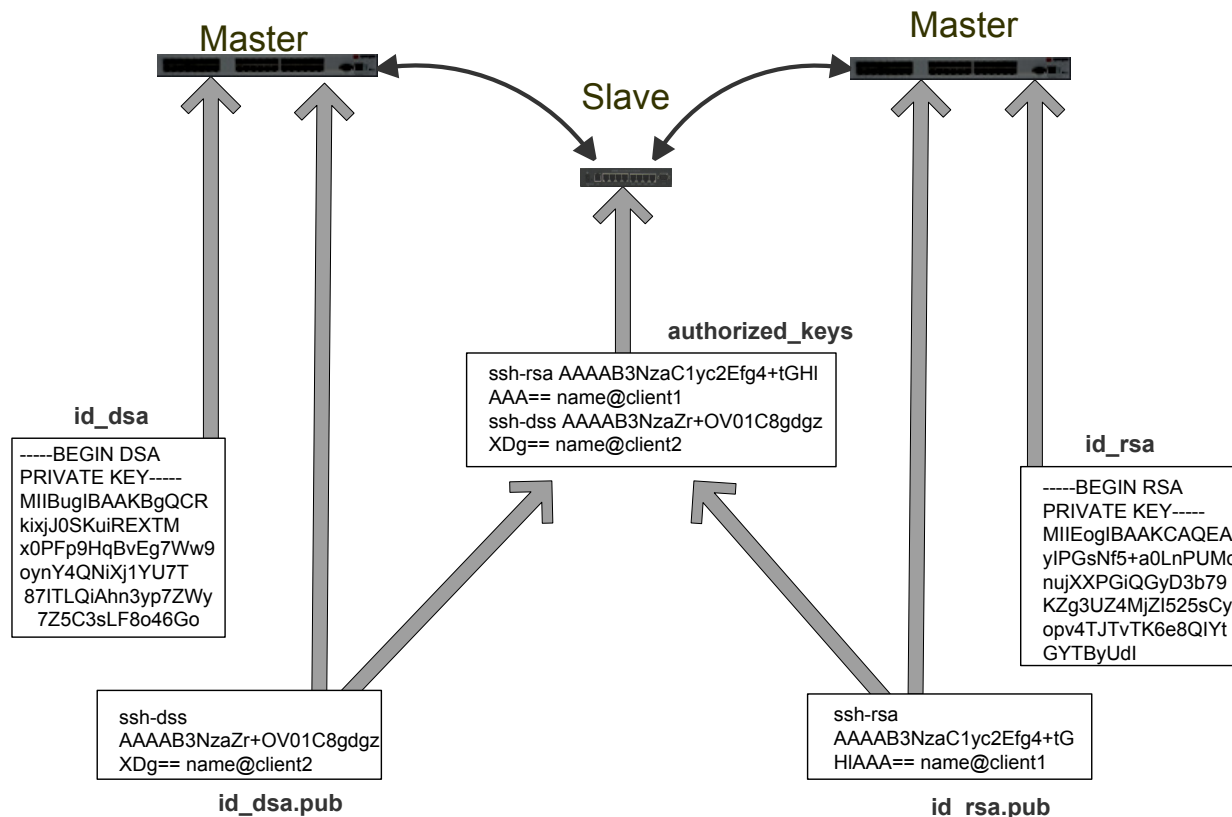 Master
Master
Slave
authorized_keys
ssh-rsa AAAAB3NzaC1yc2Efg4+tGHI
AAA== name@client1
ssh-dss AAAAB3NzaZr+OV01C8gdgz
XDg== name@client2
id_dsa
-----BEGIN DSA
PRIVATE KEY-----
MIIBugIBAAKBgQCR
kixjJ0SKuiREXTM
x0PFp9HqBvEg7Ww9
oynY4QNiXj1YU7T
87ITLQiAhn3yp7ZWy
7Z5C3sLF8o46Go
id_rsa
-----BEGIN RSA
PRIVATE KEY-----
MIIEogIBAAKCAQEA
yIPGsNf5+a0LnPUMc
nujXXPGiQGyD3b79
KZg3UZ4MjZI525sCy
opv4TJTvTK6e8QIYt
GYTByUdI
ssh-dss
AAAAB3NzaZr+OV01C8gdgz
XDg== name@client2
id_dsa.pub
ssh-rsa
AAAAB3NzaC1yc2Efg4+tG
HIAAA== name@client1
id_rsa.pub